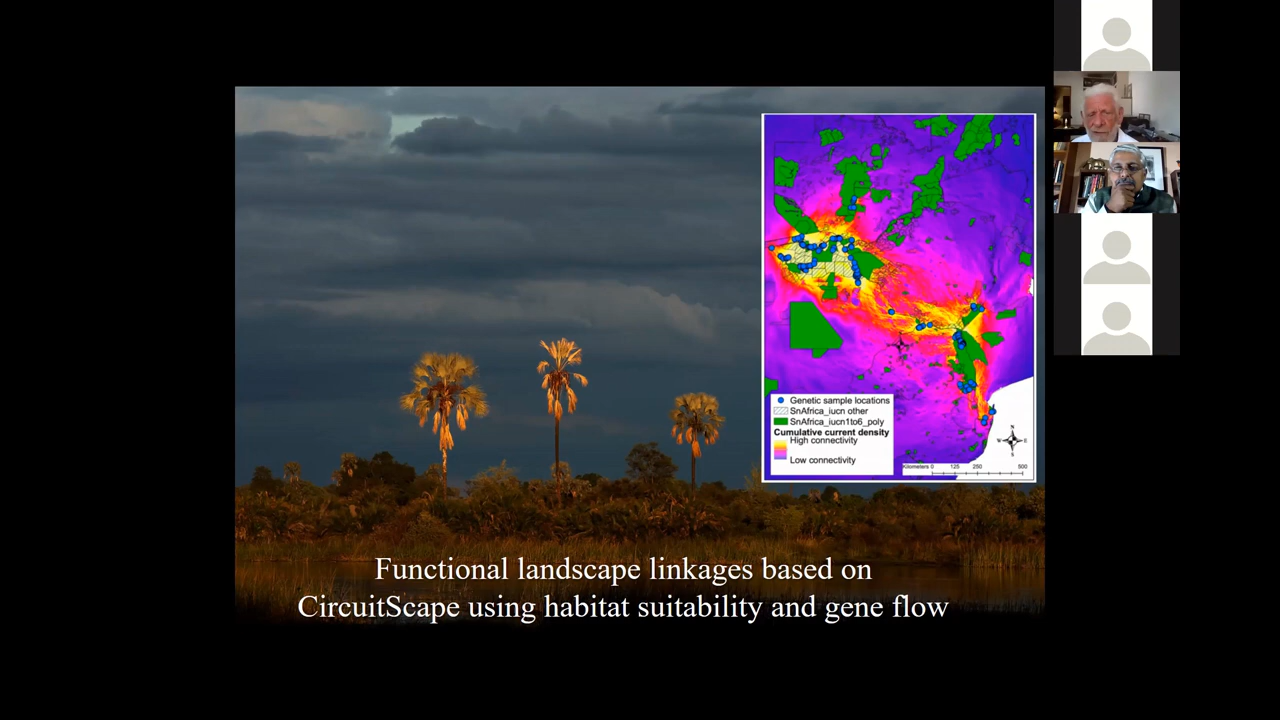 Genetic sample locations
SnAfrica_iucn other
SnAfrica_iucn1to6_poly
Cumulative current density
High connectivity
Low connectivity
N
W E
S
Kilometers 0 125 250 500
Functional landscape linkages based on
CircuitScape using habitat suitability and gene flow